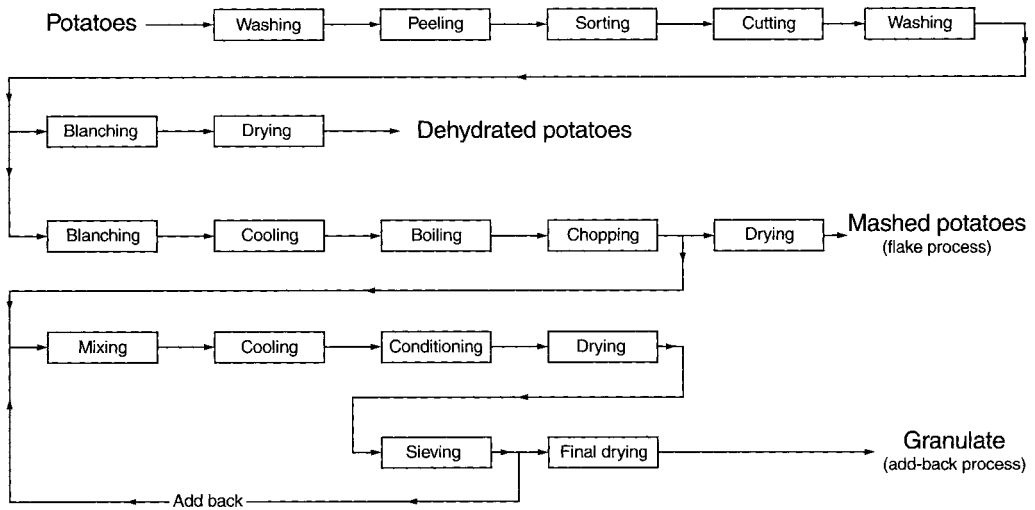 Potatoes Washing Peeling Sorting Cutting Washing
Blanching Drying Dehydrated potatoes
Blanching Cooling Boiling Chopping Drying Mashed potatoes
(flake process)
Mixing Cooling Conditioning Drying
Sieving Final drying Granulate
(add-back process)
Add back